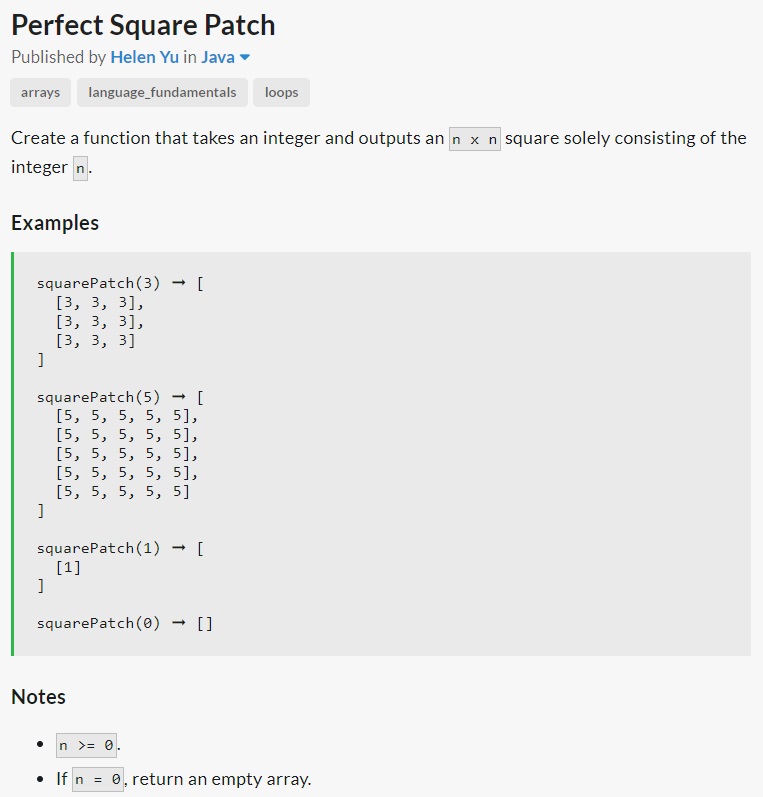 Perfect Square Patch
Published by Helen Yu in Java
arrays language_fundamentals loops
Create a function that takes an integer and outputs an n x n square solely consisting of the
integer n.
Examples
squarePatch(3) ➞ [
[3, 3, 3],
[3, 3, 3],
[3, 3, 3]
]
squarePatch(5) ➞ [
[5, 5, 5, 5, 5],
[5, 5, 5, 5, 5],
[5, 5, 5, 5, 5],
[5, 5, 5, 5, 5],
[5, 5, 5, 5, 5]
]
squarePatch(1) ➞ [
[1]
]
squarePatch(0) ➞ []
Notes
• n >= 0.
• If n = 0, return an empty array.